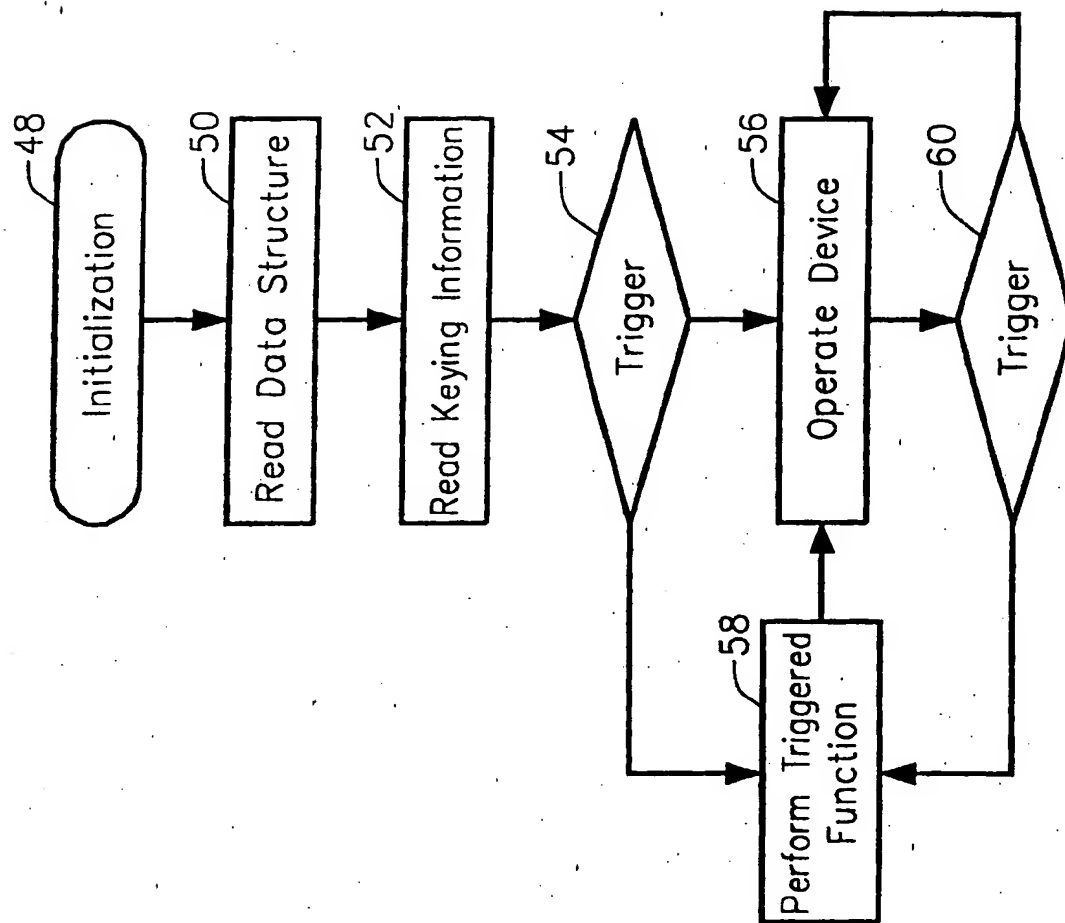 48
Initialization
50
Read Data Structure
52
Read Keying Information
54
Trigger
56
Operate Device
58
Perform Triggered
Function
60
Trigger